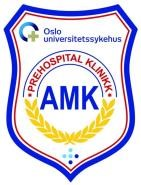 Oslo
universitetssykehus
PREHOSPITAL KLINIKK
AMK